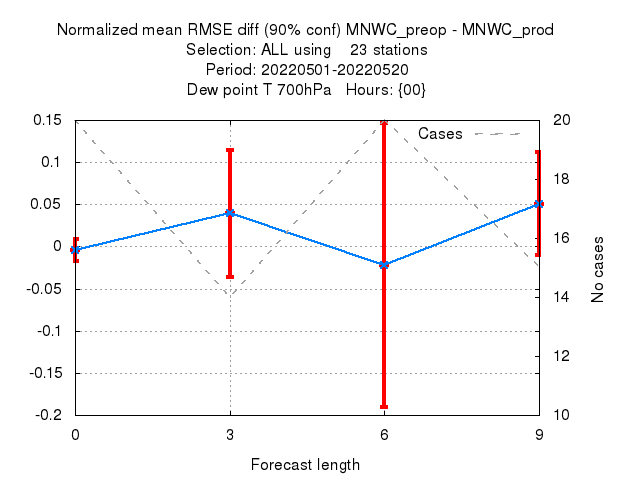 Normalized mean RMSE diff (90% conf) MNWC_preop - MNWC_prod
Selection: ALL using    23 stations
Period: 20220501-20220520
Dew point T 700hPa   Hours: {00}
Cases
0.15
0.1
0.05
0
-0.05
-0.1
-0.15
-0.2
20
18
16
14
12
10
No cases
0 3 6 9
Forecast length